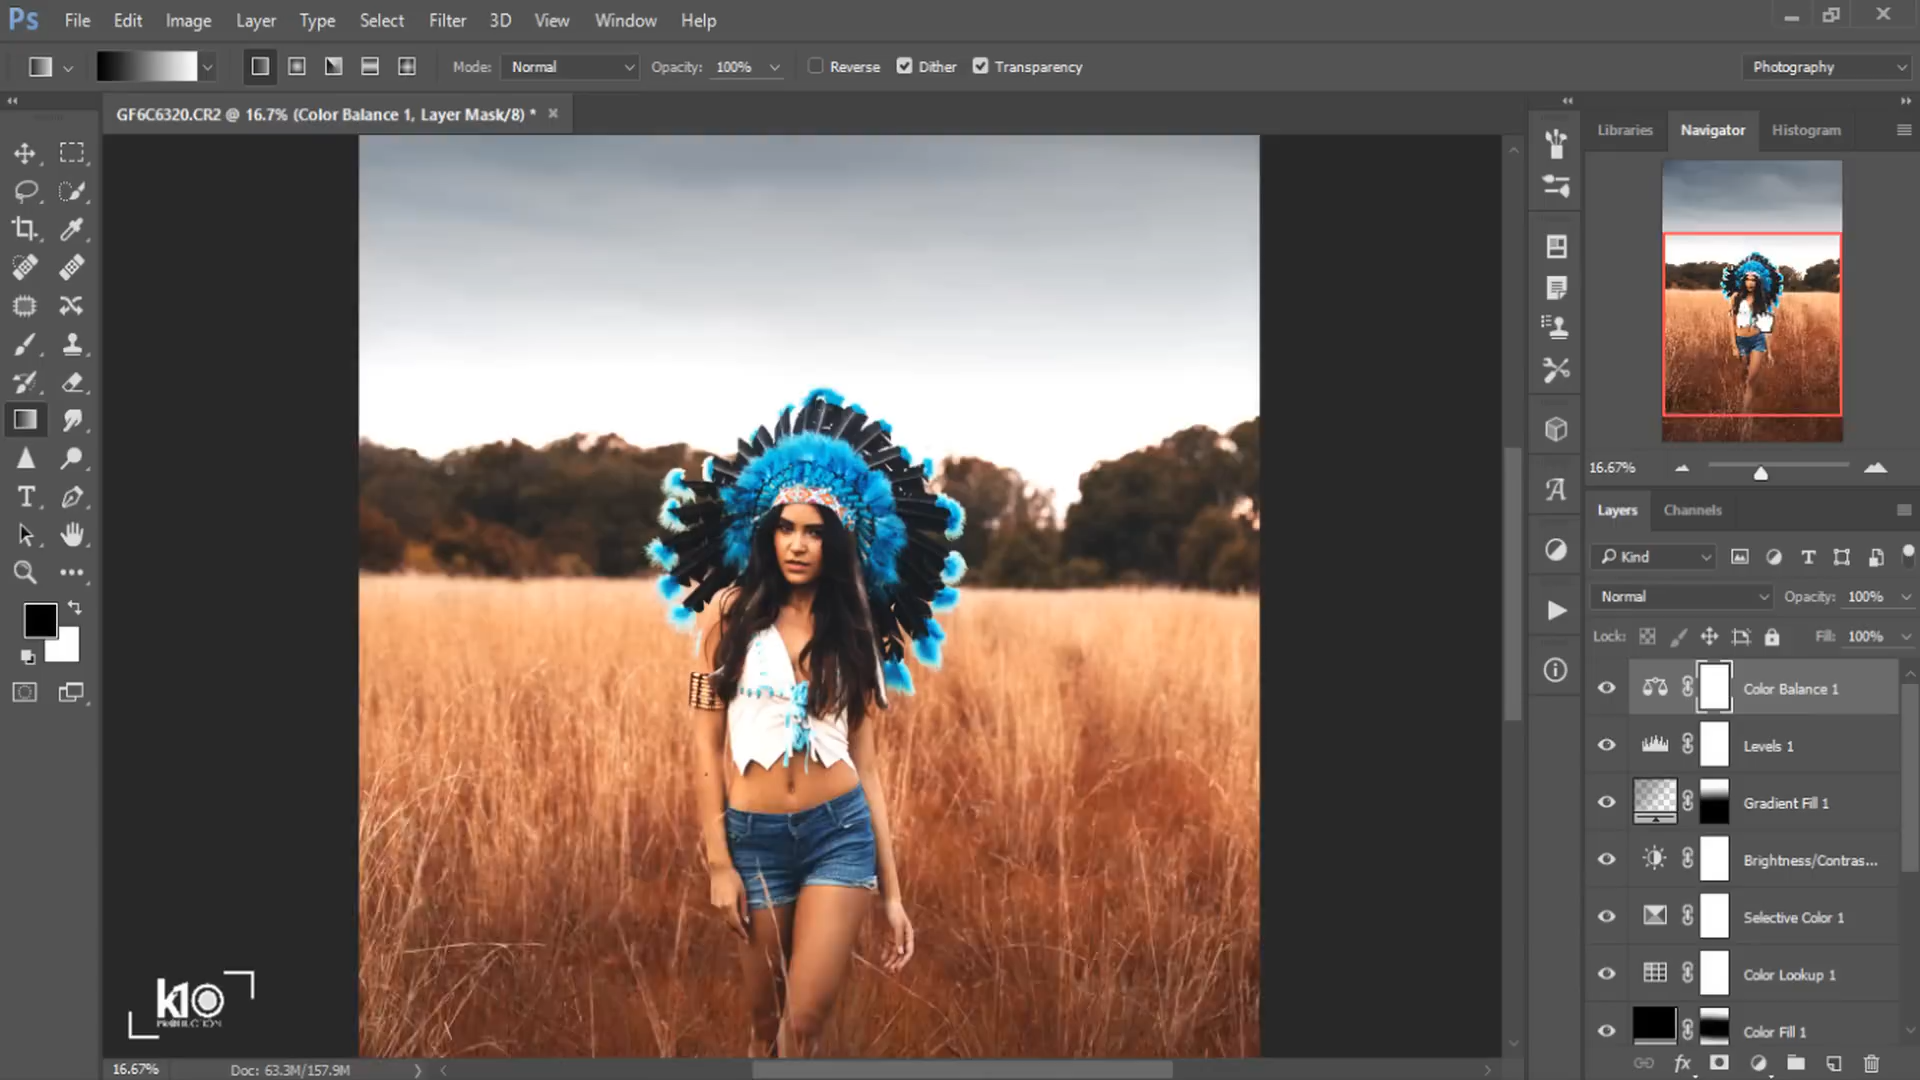 Ps File Edit Image Layer Type Select Filter 3D View Window Help
Mode: Normal Opacity: 100% Reverse Dither Transparency Photography
GF6C6320.CR2 @ 16.7% (Color Balance 1, Layer Mask/8) *
Libraries Navigator Histogram
16.67%
Layers Channels
Kind
Normal Opacity: 100%
Lock: Fill: 100%
Color Balance 1
Levels 1
Gradient Fill 1
Brightness/Contras...
Selective Color 1
Color Lookup 1
Color Fill 1
fx
k10
PRODUCTION
16.67% Doc: 63.3M/157.9M